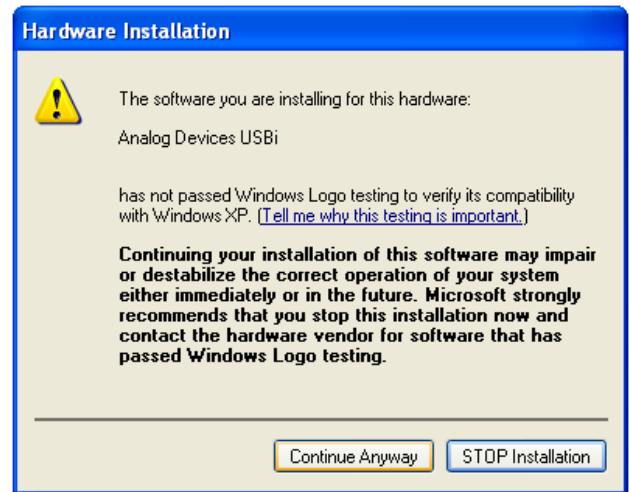 Hardware Installation
The software you are installing for this hardware:
Analog Devices USBi
has not passed Windows Logo testing to verify its compatibility
with Windows XP. (Tell me why this testing is important.)
Continuing your installation of this software may impair
or destabilize the correct operation of your system
either immediately or in the future. Microsoft strongly
recommends that you stop this installation now and
contact the hardware vendor for software that has
passed Windows Logo testing.
Continue Anyway
STOP Installation